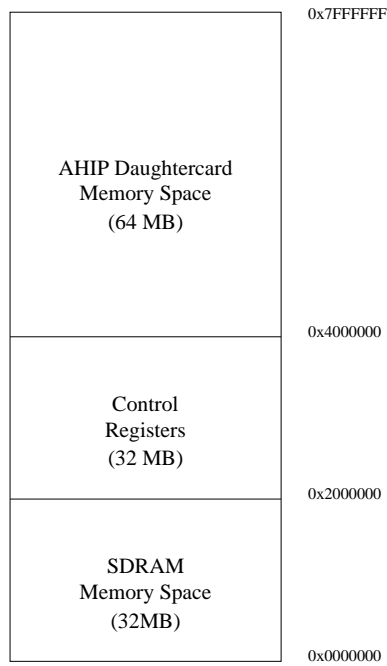 0x7FFFFFF
AHIP Daughtercard
Memory Space
(64 MB)
0x4000000
Control
Registers
(32 MB)
0x2000000
SDRAM
Memory Space
(32MB)
0x0000000